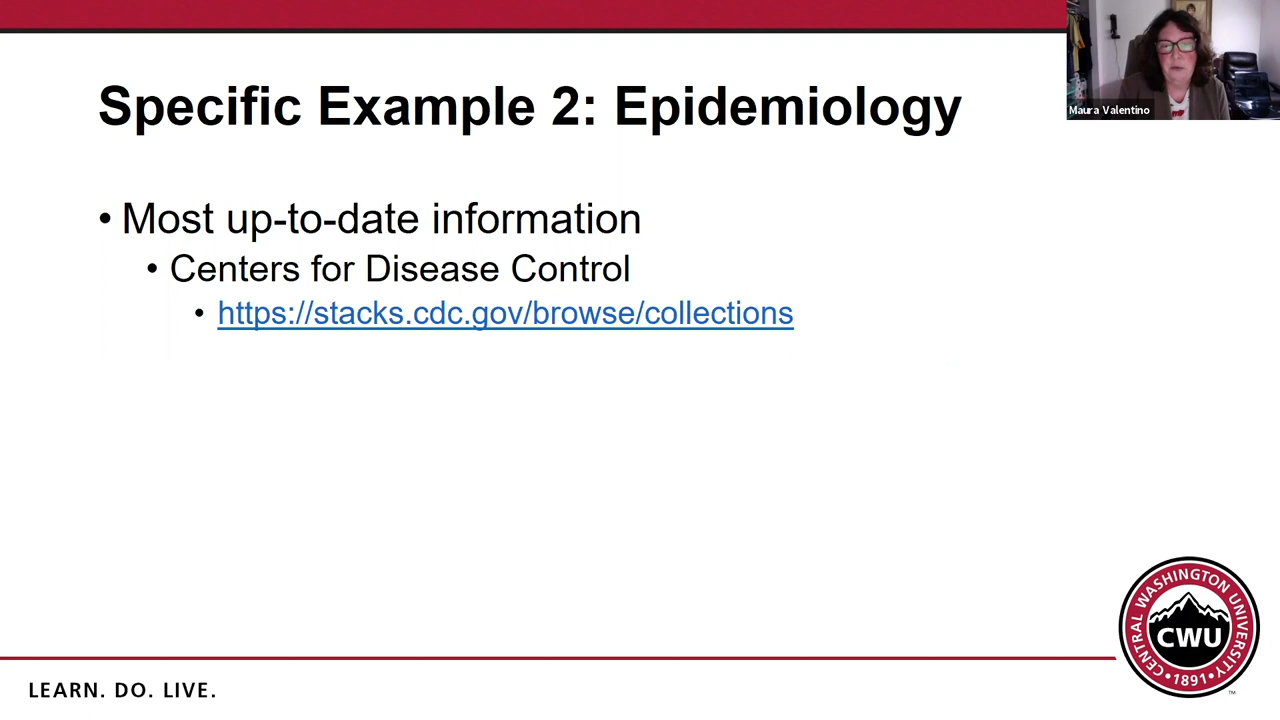 Specific Example 2: Epidemiology
Maura Valentino
• Most up-to-date information
• Centers for Disease Control
• https://stacks.cdc.gov/browse/collections
CENTRAL WASHINGTON UNIVERSITY
CWU
• 1891 •
™
LEARN. DO. LIVE.